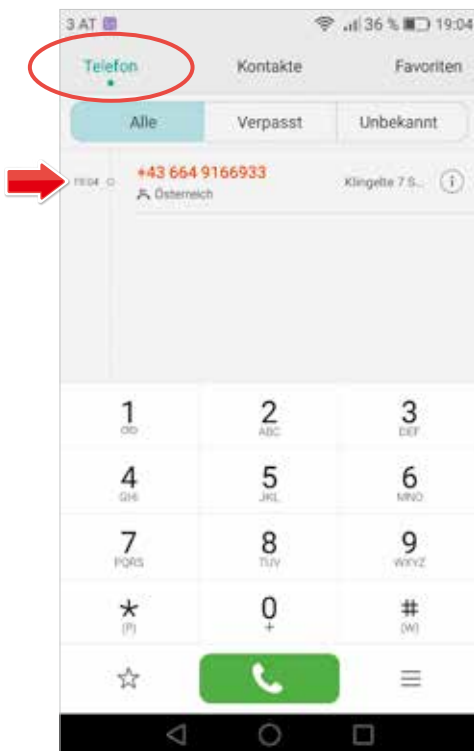 3 AT 36 % 19:04
Telefon Kontakte Favoriten
Alle Verpasst Unbekannt
19:04 +43 664 9166933 Klingelte 7 S...
Österreich
1 2 3
ABC DEF
4 5 6
GHI JKL MNO
7 8 9
PQRS TUV WXYZ
* 0 #
(P) + (W)